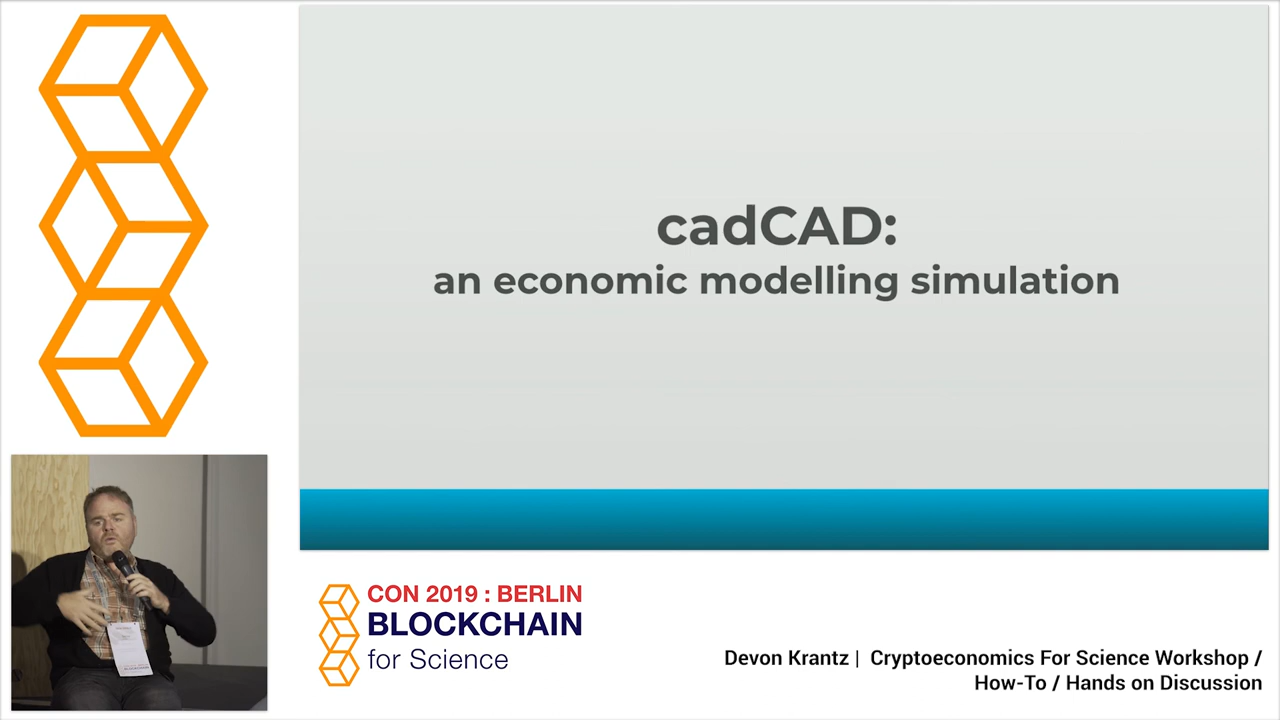 cadCAD:
an economic modelling simulation
CON 2019 : BERLIN
BLOCKCHAIN
for Science
Devon Krantz | Cryptoeconomics For Science Workshop /
How-To / Hands on Discussion